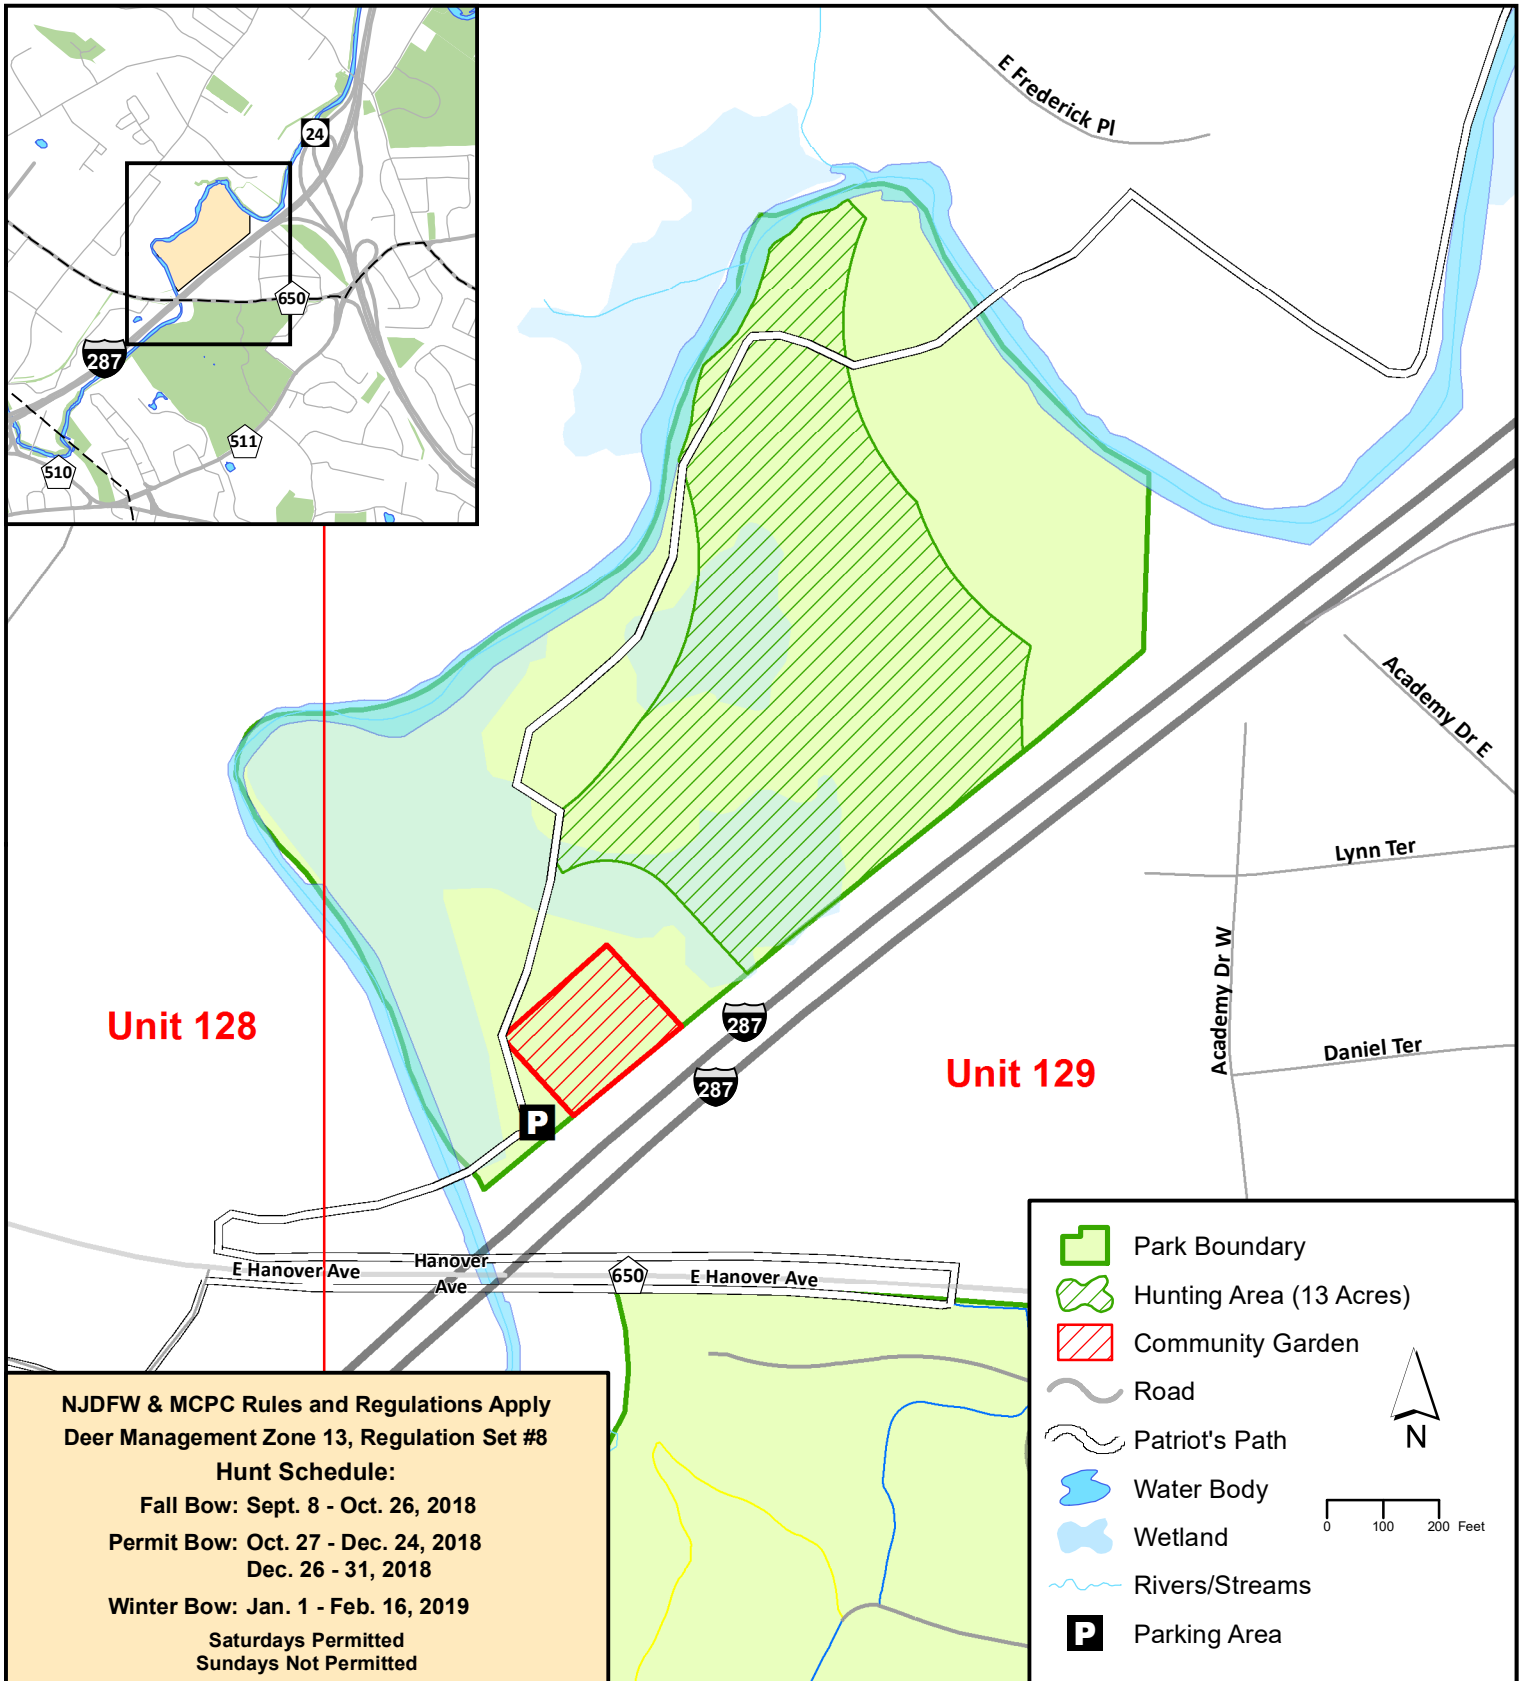 24
650
287
511
510
E Frederick Pl
Academy Dr E
Lynn Ter
Academy Dr W
Daniel Ter
Unit 128
Unit 129
287
287
P
E Hanover Ave
Hanover
Ave
650
E Hanover Ave
NJDFW & MCPC Rules and Regulations Apply
Deer Management Zone 13, Regulation Set #8
Hunt Schedule:
Fall Bow: Sept. 8 - Oct. 26, 2018
Permit Bow: Oct. 27 - Dec. 24, 2018
Dec. 26 - 31, 2018
Winter Bow: Jan. 1 - Feb. 16, 2019
Saturdays Permitted
Sundays Not Permitted
Park Boundary
Hunting Area (13 Acres)
Community Garden
Road
Patriot's Path
Water Body
Wetland
Rivers/Streams
P Parking Area
N
0 100 200 Feet